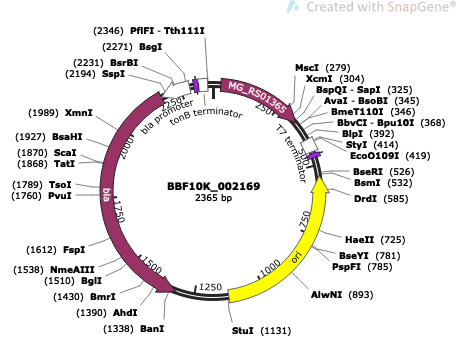 Created with SnapGene®
(2346) PflFI - Tth111I
(2271) BsgI
(2231) BsrBI
(2194) SspI
(1989) XmnI
(1927) BsaHI
(1870) ScaI
(1868) TatI
(1789) TsoI
(1760) PvuI
(1612) FspI
(1538) NmeAIII
(1510) BglI
(1430) BmrI
(1390) AhdI
(1338) BanI
MscI (279)
XcmI (304)
BspQI - SapI (325)
AvaI - BsoBI (345)
BmeT110I (346)
BbvCI - Bpu10I (368)
BlpI (392)
StyI (414)
EcoO109I (419)
BseRI (526)
BsmI (532)
DrdI (585)
HaeII (725)
BseYI (781)
PspFI (785)
AlwNI (893)
StuI (1131)
MG_RS01365
T7 terminator
tonB terminator
bla promoter
bla
ori
250
500
750
1000
1250
1500
1750
2000
2250
BBF10K_002169
2365 bp